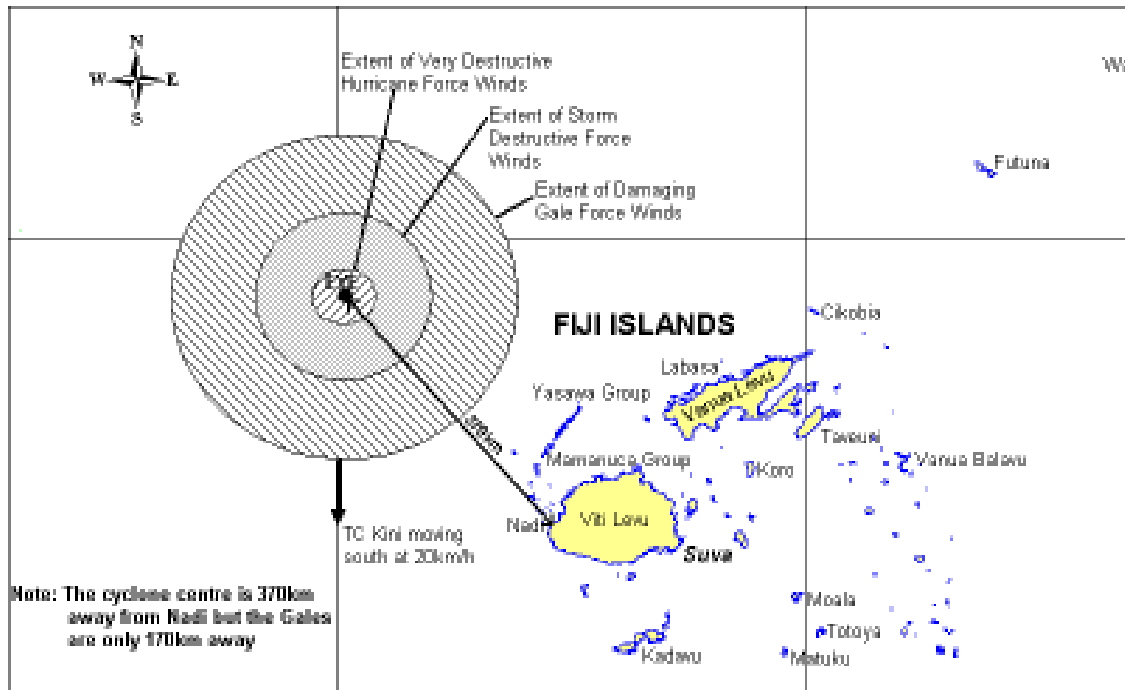 N
W E
S
Extent of Very Destructive
Hurricane Force Winds
Extent of Storm
Destructive Force
Winds
Extent of Damaging
Gale Force Winds
Futuna
FIJI ISLANDS
Cikobia
Labasa
Vanua Levu
Yasawa Group
Taveuni
Vanua Balavu
Mamanuca Group
Koro
Nadi
Viti Levu
Suva
TC Kini moving
south at 20km/h
Note: The cyclone centre is 370km
away from Nadi but the Gales
are only 170km away
Moala
Totoya
Kadavu
Matuku